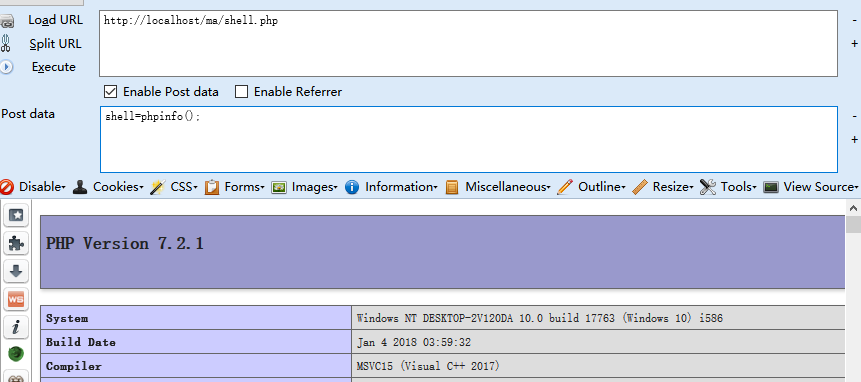 Load URL
http://localhost/ma/shell.php
-
Split URL
+
Execute
Enable Post data
Enable Referrer
Post data
shell=phpinfo();
-
+
Disable Cookies CSS Forms Images Information Miscellaneous Outline Resize Tools View Source
PHP Version 7.2.1
WS
i
System Windows NT DESKTOP-2V120DA 10.0 build 17763 (Windows 10) i586
Build Date Jan 4 2018 03:59:32
Compiler MSVC15 (Visual C++ 2017)